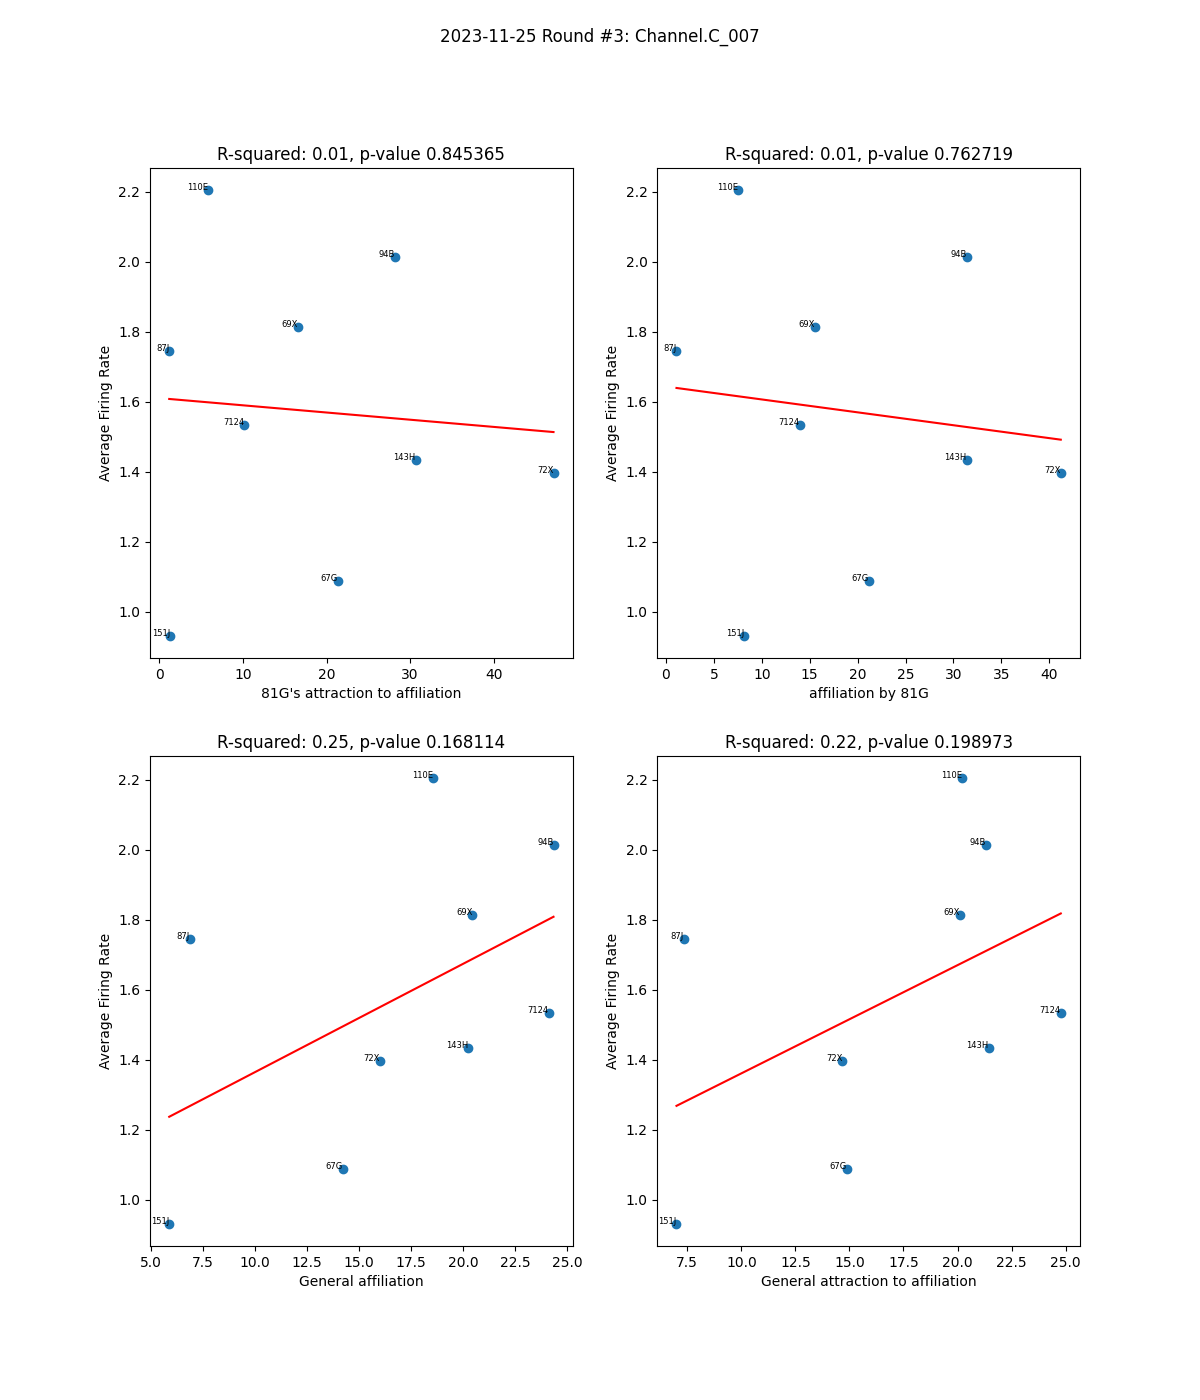 2023-11-25 Round #3: Channel.C_007
R-squared: 0.01, p-value 0.845365
2.2
2.0
1.8
1.6
1.4
1.2
1.0
Average Firing Rate
110E
94B
69X
87J
7124
143H
72X
67G
151J
0 10 20 30 40
81G's attraction to affiliation
R-squared: 0.01, p-value 0.762719
2.2
2.0
1.8
1.6
1.4
1.2
1.0
Average Firing Rate
110E
94B
69X
87J
7124
143H
72X
67G
151J
0 5 10 15 20 25 30 35 40
affiliation by 81G
R-squared: 0.25, p-value 0.168114
2.2
2.0
1.8
1.6
1.4
1.2
1.0
Average Firing Rate
110E
94B
69X
87J
7124
143H
72X
67G
151J
5.0 7.5 10.0 12.5 15.0 17.5 20.0 22.5 25.0
General affiliation
R-squared: 0.22, p-value 0.198973
2.2
2.0
1.8
1.6
1.4
1.2
1.0
Average Firing Rate
110E
94B
69X
87J
7124
143H
72X
67G
151J
7.5 10.0 12.5 15.0 17.5 20.0 22.5 25.0
General attraction to affiliation